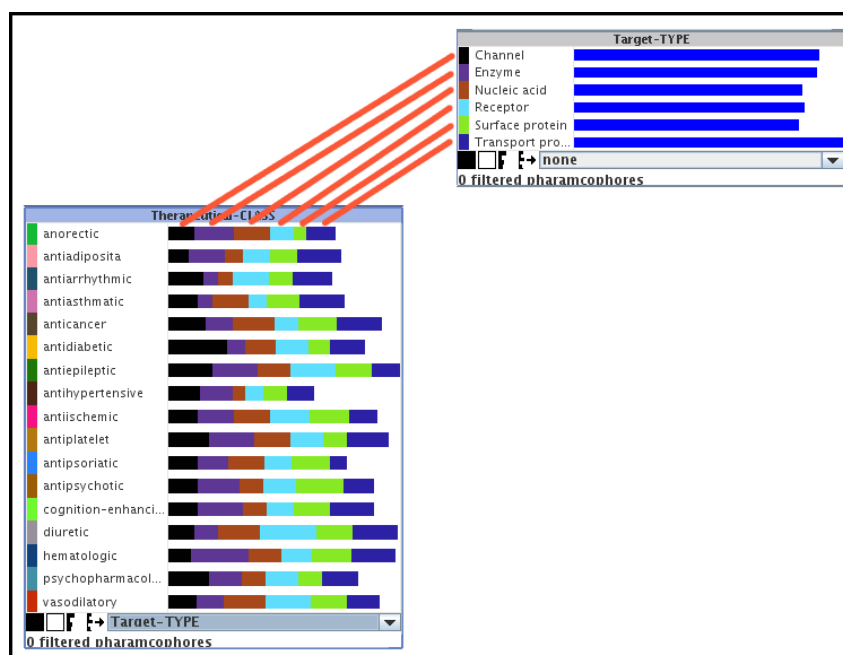 Target-TYPE
Channel
Enzyme
Nucleic acid
Receptor
Surface protein
Transport pro...
none
0 filtered pharamcophores
Therapeutical-CLASS
anorectic
antiadiposita
antiarrhythmic
antiasthmatic
anticancer
antidiabetic
antiepileptic
antihypertensive
antiischemic
antiplatelet
antipsoriatic
antipsychotic
cognition-enhanci...
diuretic
hematologic
psychopharmacol...
vasodilatory
Target-TYPE
0 filtered pharamcophores